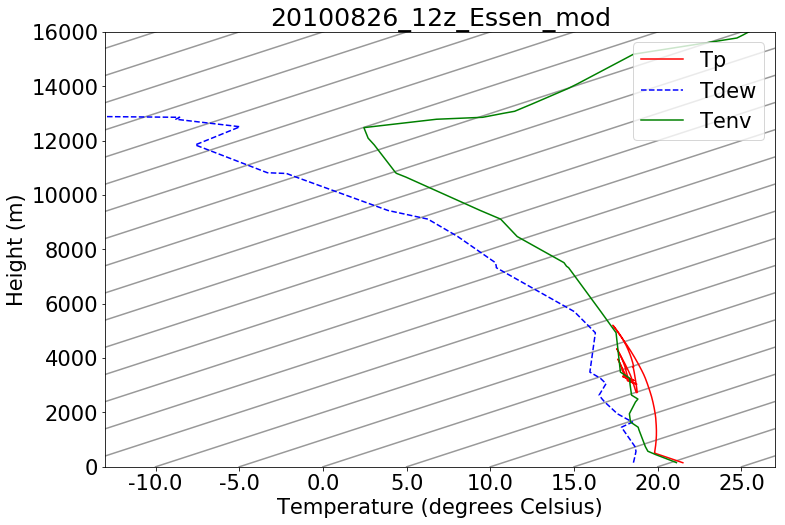 20100826_12z_Essen_mod
16000
14000
12000
10000
8000
6000
4000
2000
0
Height (m)
Tp
Tdew
Tenv
-10.0 -5.0 0.0 5.0 10.0 15.0 20.0 25.0
Temperature (degrees Celsius)